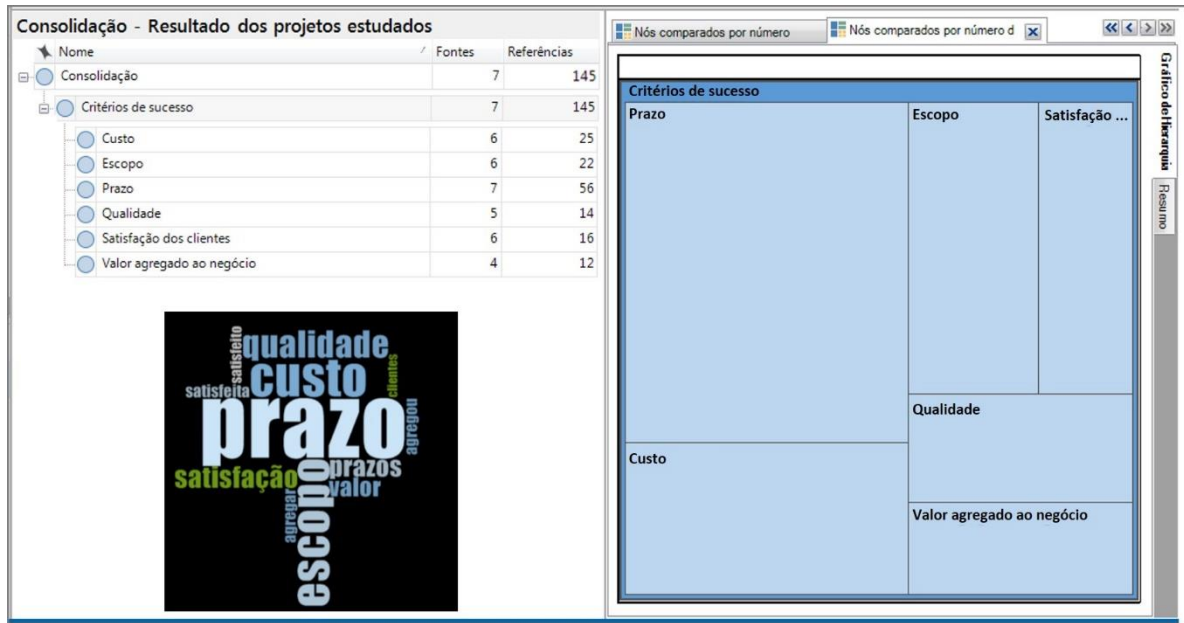 Consolidação - Resultado dos projetos estudados
Nome Fontes Referências
Consolidação 7 145
Critérios de sucesso 7 145
Custo 6 25
Escopo 6 22
Prazo 7 56
Qualidade 5 14
Satisfação dos clientes 6 16
Valor agregado ao negócio 4 12
satisfeito
qualidade
custo
clientes
satisfeita
prazo
agregou
satisfação
prazos
valor
agregar
escopo
Nós comparados por número
Nós comparados por número d
Gráfico de Hierarquia
Resumo
Critérios de sucesso
Prazo
Escopo
Satisfação ...
Qualidade
Custo
Valor agregado ao negócio